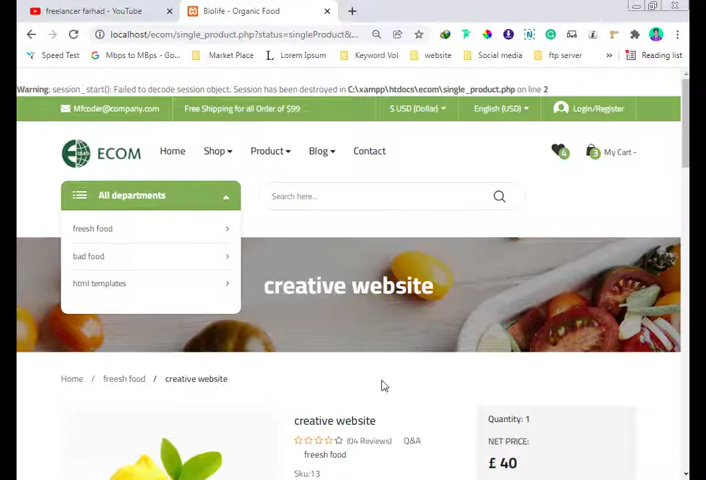 freelancer farhad - YouTube
Biolife - Organic Food
localhost/ecom/single_product.php?status=singleProduct&...
Speed Test
Mbps to MBps - Go...
Market Place
Lorem Ipsum
Keyword Vol
website
Social media
ftp server
»
Reading list
Warning: session_start(): Failed to decode session object. Session has been destroyed in C:\xampp\htdocs\ecom\single_product.php on line 2
Mfcoder@company.com
Free Shipping for all Order of $99
$ USD (Dollar)
English (USD)
Login/Register
ECOM
Home
Shop
Product
Blog
Contact
4
3
My Cart -
All departments
Search here...
freesh food
bad food
html templates
creative website
Home / freesh food / creative website
creative website
(04 Reviews)
Q&A
freesh food
Sku:13
Quantity: 1
NET PRICE:
£ 40